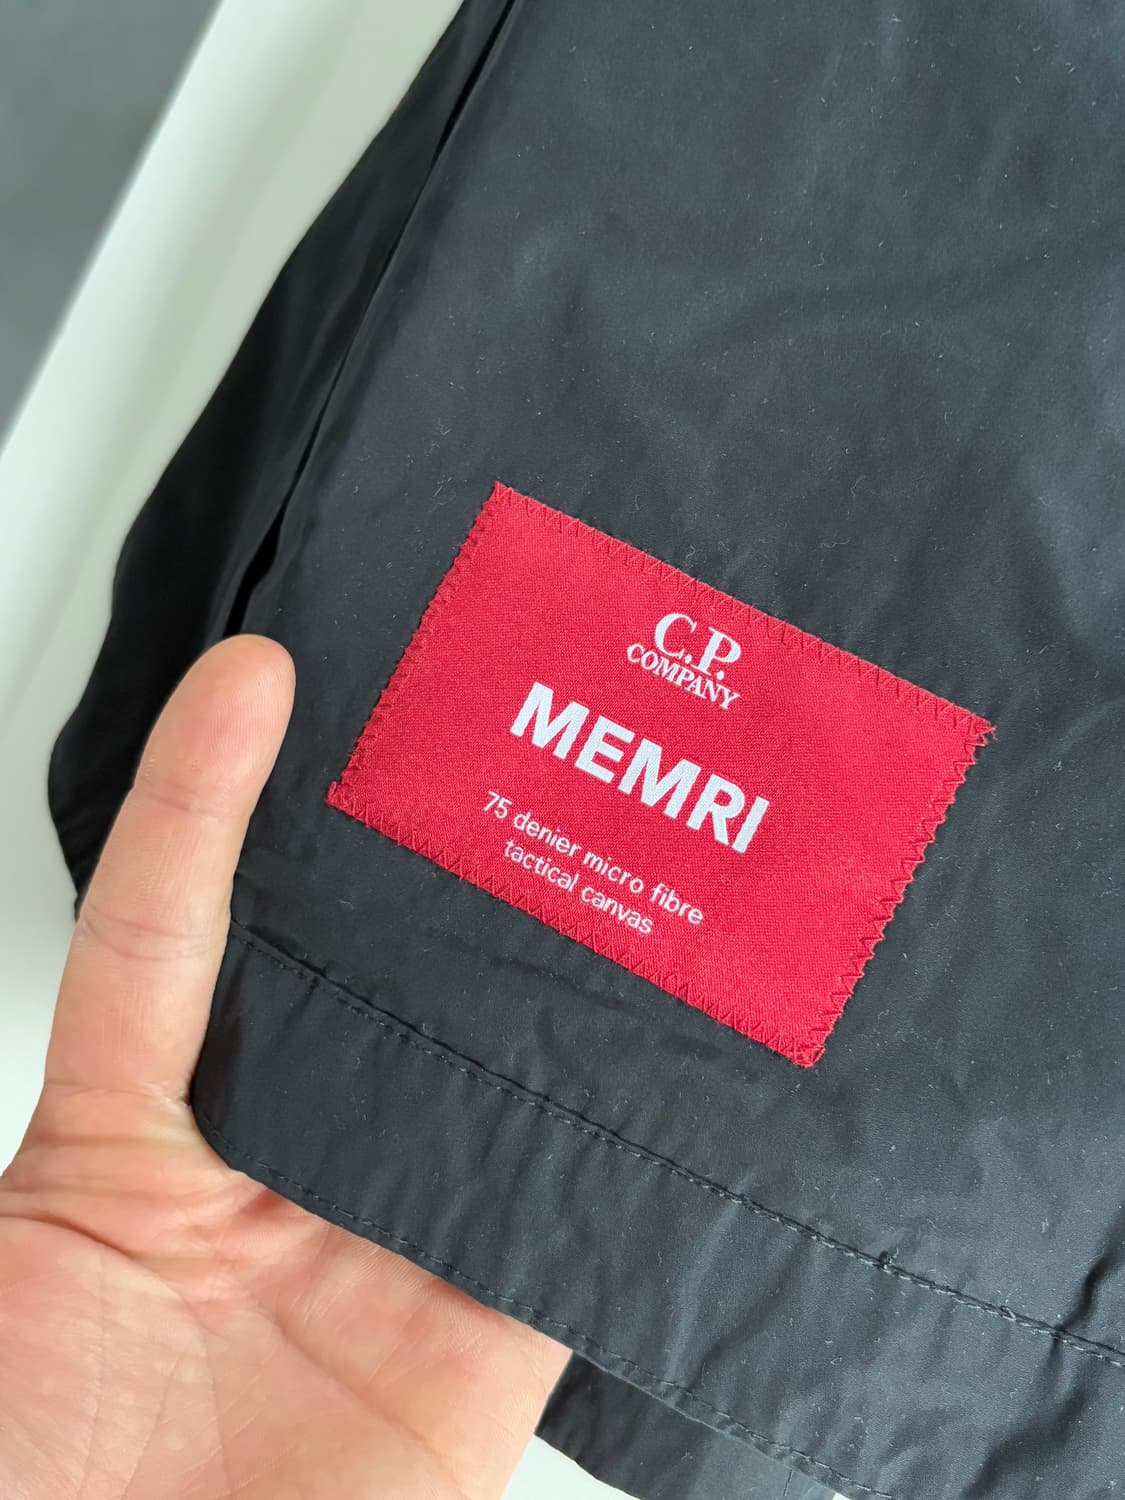 C.P.
COMPANY
MEMRI
75 denier micro fibre
tactical canvas